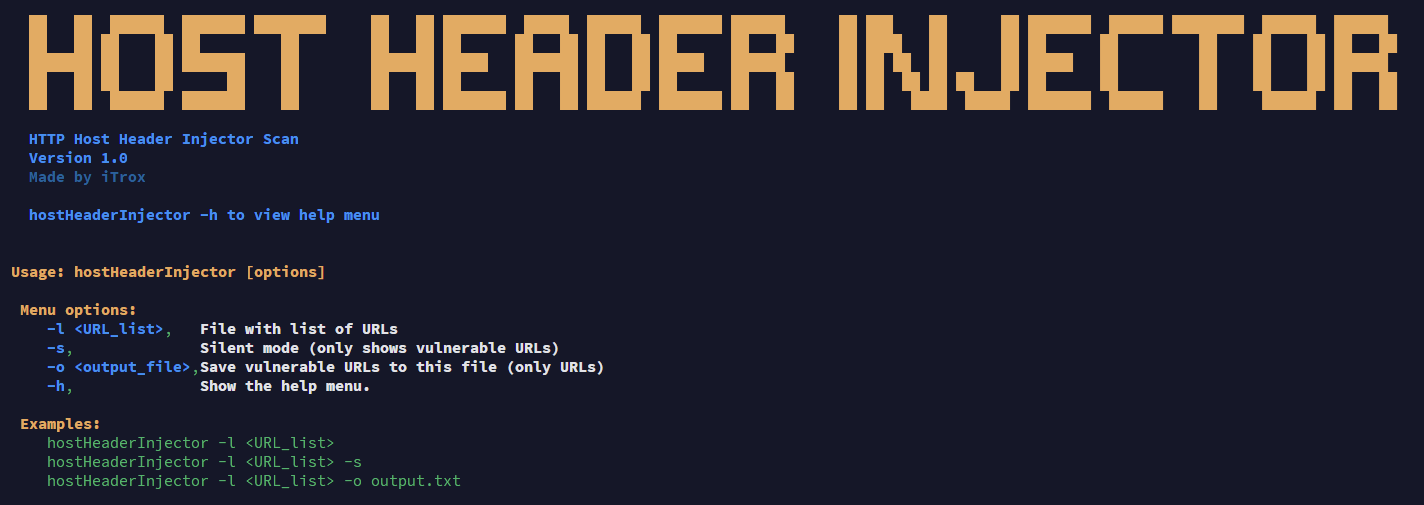 HOST HEADER INJECTOR
HTTP Host Header Injector Scan
Version 1.0
Made by iTrox
hostHeaderInjector -h to view help menu
Usage: hostHeaderInjector [options]
Menu options:
-l <URL_list>,   File with list of URLs
-s,              Silent mode (only shows vulnerable URLs)
-o <output_file>,Save vulnerable URLs to this file (only URLs)
-h,              Show the help menu.
Examples:
hostHeaderInjector -l <URL_list>
hostHeaderInjector -l <URL_list> -s
hostHeaderInjector -l <URL_list> -o output.txt